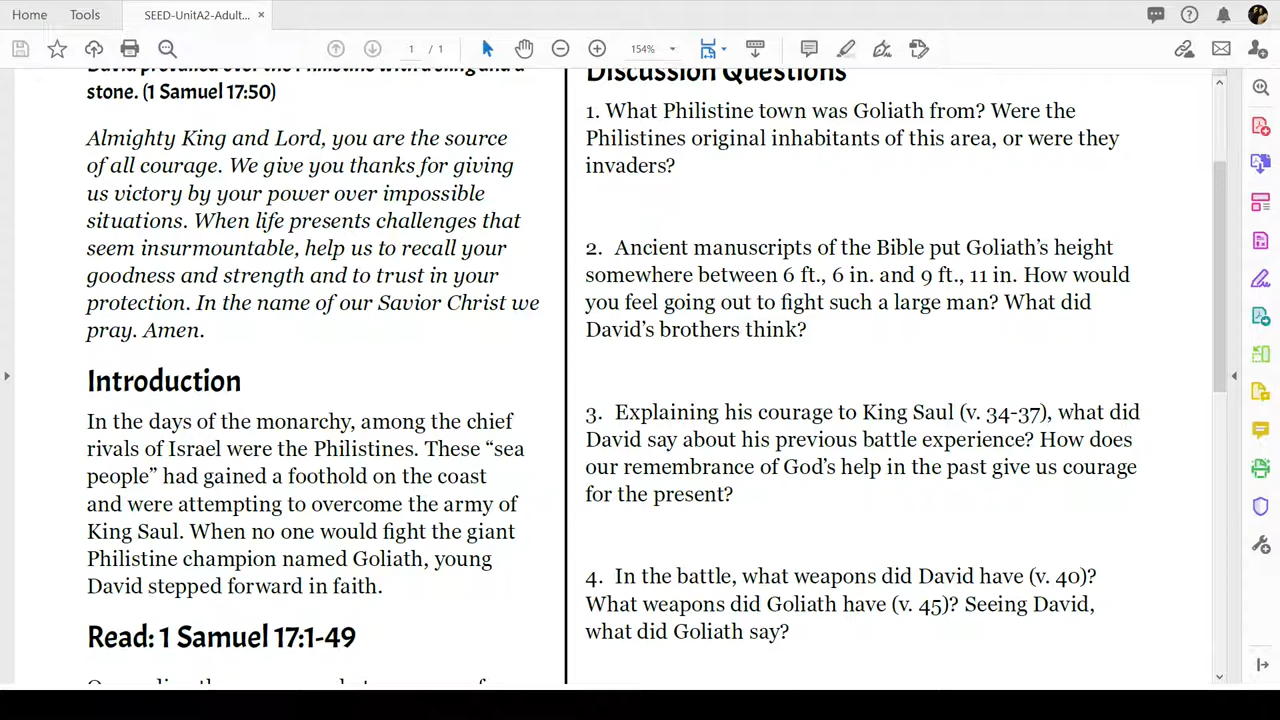 Home
Tools
SEED-UnitA2-Adult...
1 / 1
154%
David prevailed over the Philistine with a sling and a
stone. (1 Samuel 17:50)
Almighty King and Lord, you are the source
of all courage. We give you thanks for giving
us victory by your power over impossible
situations. When life presents challenges that
seem insurmountable, help us to recall your
goodness and strength and to trust in your
protection. In the name of our Savior Christ we
pray. Amen.
Introduction
In the days of the monarchy, among the chief
rivals of Israel were the Philistines. These “sea
people” had gained a foothold on the coast
and were attempting to overcome the army of
King Saul. When no one would fight the giant
Philistine champion named Goliath, young
David stepped forward in faith.
Read: 1 Samuel 17:1-49
Discussion Questions
1. What Philistine town was Goliath from? Were the
Philistines original inhabitants of this area, or were they
invaders?
2. Ancient manuscripts of the Bible put Goliath’s height
somewhere between 6 ft., 6 in. and 9 ft., 11 in. How would
you feel going out to fight such a large man? What did
David’s brothers think?
3. Explaining his courage to King Saul (v. 34-37), what did
David say about his previous battle experience? How does
our remembrance of God’s help in the past give us courage
for the present?
4. In the battle, what weapons did David have (v. 40)?
What weapons did Goliath have (v. 45)? Seeing David,
what did Goliath say?